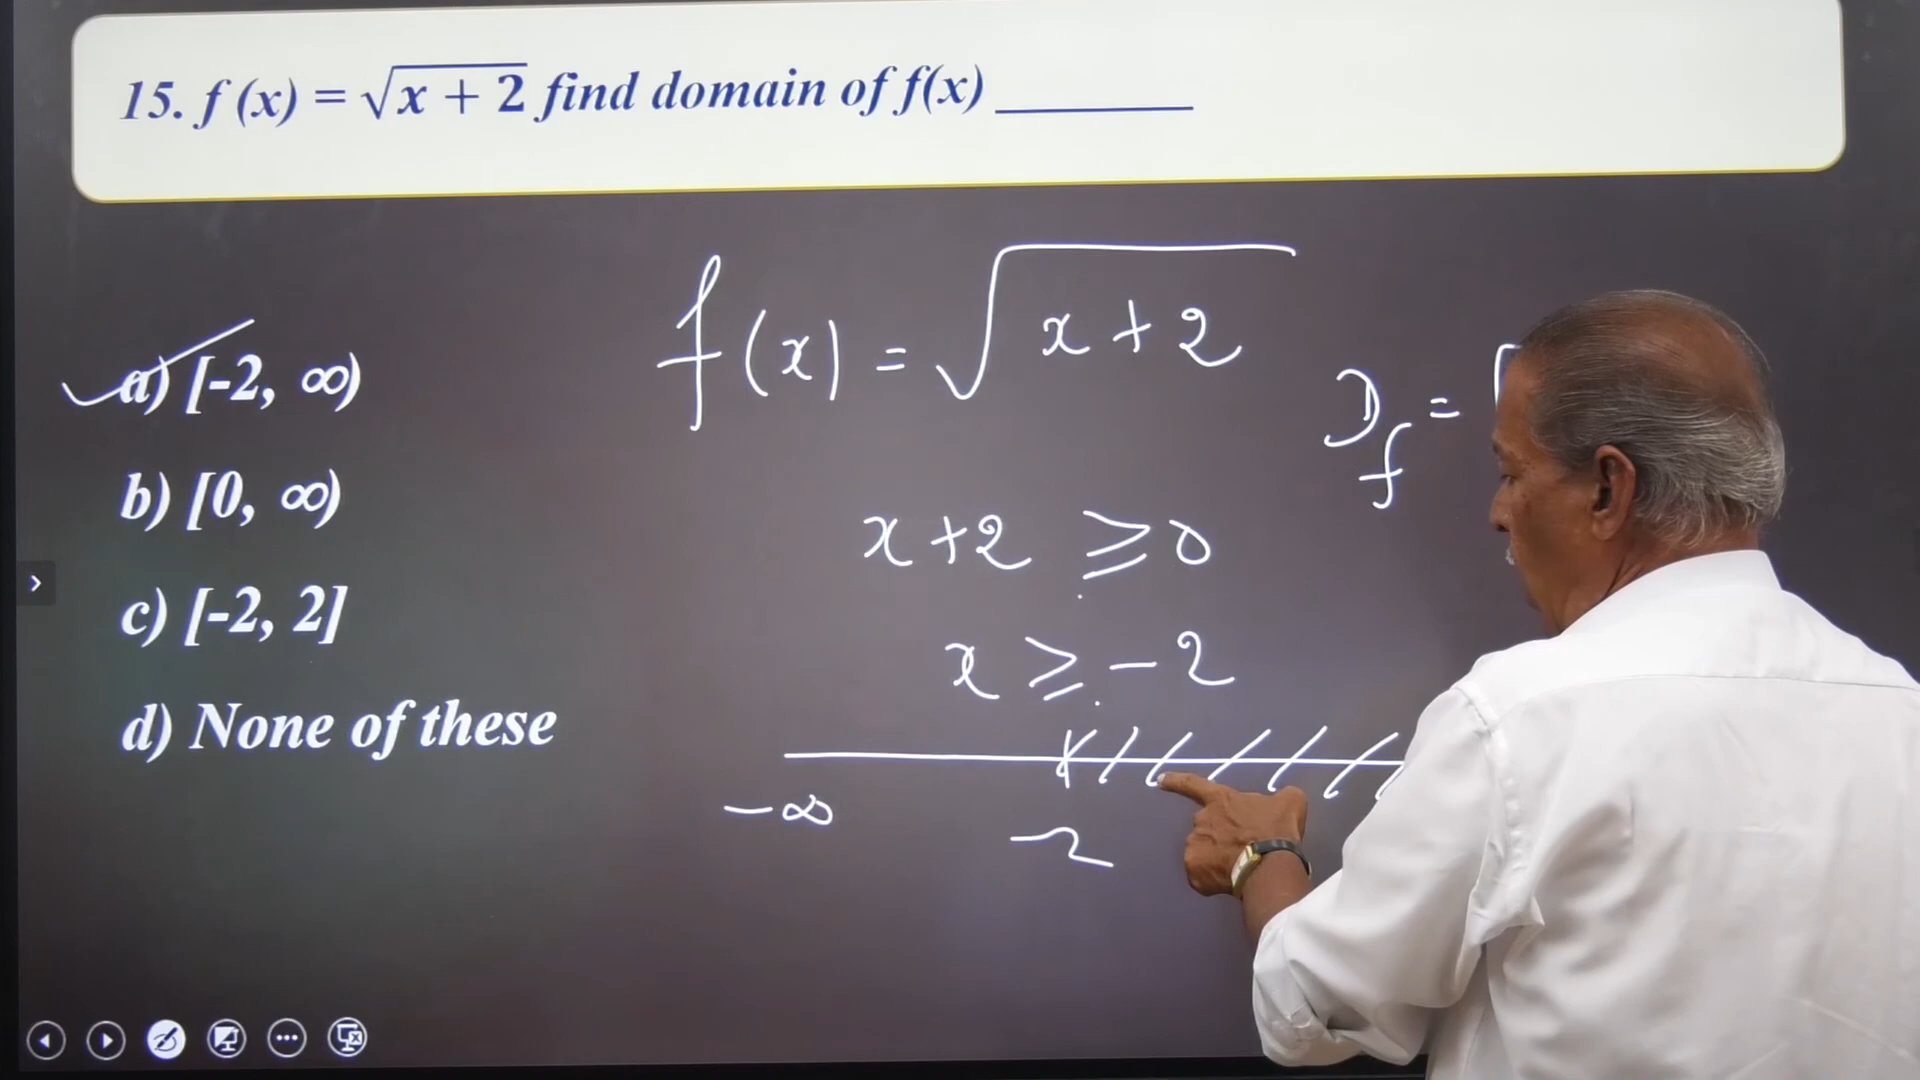 15. f (x) = √x + 2 find domain of f(x) ________
a) [-2, ∞)
b) [0, ∞)
c) [-2, 2]
d) None of these
f(x) = √x+2
D_f = [
x+2 ≥ 0
x ≥ -2
-∞
-2